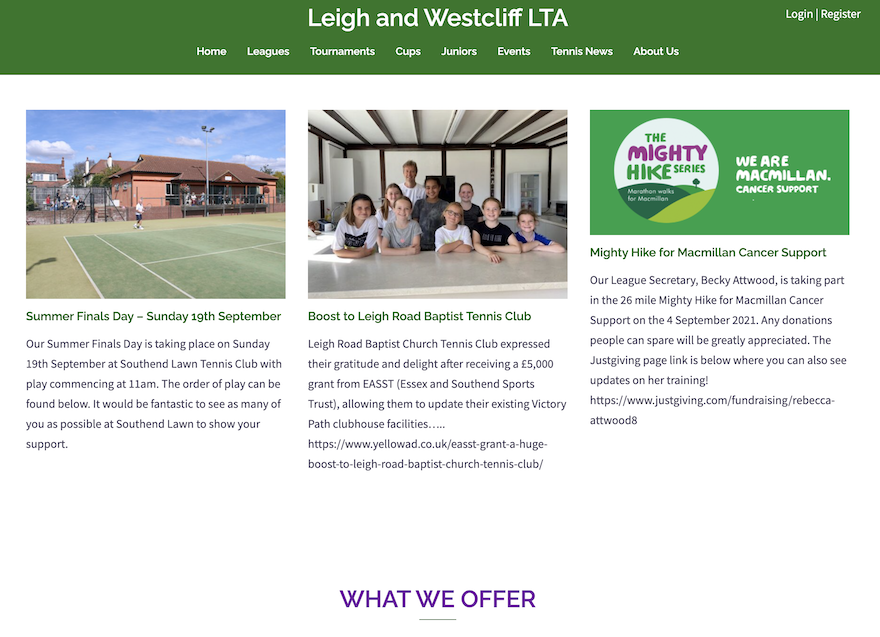 Leigh and Westcliff LTA
Login | Register
Home Leagues Tournaments Cups Juniors Events Tennis News About Us
Summer Finals Day – Sunday 19th September
Our Summer Finals Day is taking place on Sunday
19th September at Southend Lawn Tennis Club with
play commencing at 11am. The order of play can be
found below. It would be fantastic to see as many of
you as possible at Southend Lawn to show your
support.
Boost to Leigh Road Baptist Tennis Club
Leigh Road Baptist Church Tennis Club expressed
their gratitude and delight after receiving a £5,000
grant from EASST (Essex and Southend Sports
Trust), allowing them to update their existing Victory
Path clubhouse facilities…..
https://www.yellowad.co.uk/easst-grant-a-huge-
boost-to-leigh-road-baptist-church-tennis-club/
THE
MIGHTY
HIKE SERIES
Marathon walks
for Macmillan
WE ARE
MACMILLAN.
CANCER SUPPORT
Mighty Hike for Macmillan Cancer Support
Our League Secretary, Becky Attwood, is taking part
in the 26 mile Mighty Hike for Macmillan Cancer
Support on the 4 September 2021. Any donations
people can spare will be greatly appreciated. The
Justgiving page link is below where you can also see
updates on her training!
https://www.justgiving.com/fundraising/rebecca-
attwood8
WHAT WE OFFER